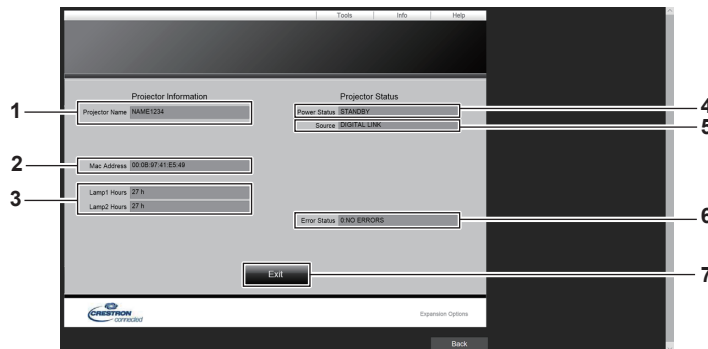 Tools Info Help
Projector Information Projector Status
1 Projector Name NAME1234 Power Status STANDBY 4
Source DIGITAL LINK 5
2 Mac Address 00:0B:97:41:E5:49
3 Lamp1 Hours 27 h
Lamp2 Hours 27 h
Error Status 0:NO ERRORS 6
Exit 7
CRESTRON connected Expansion Options
Back